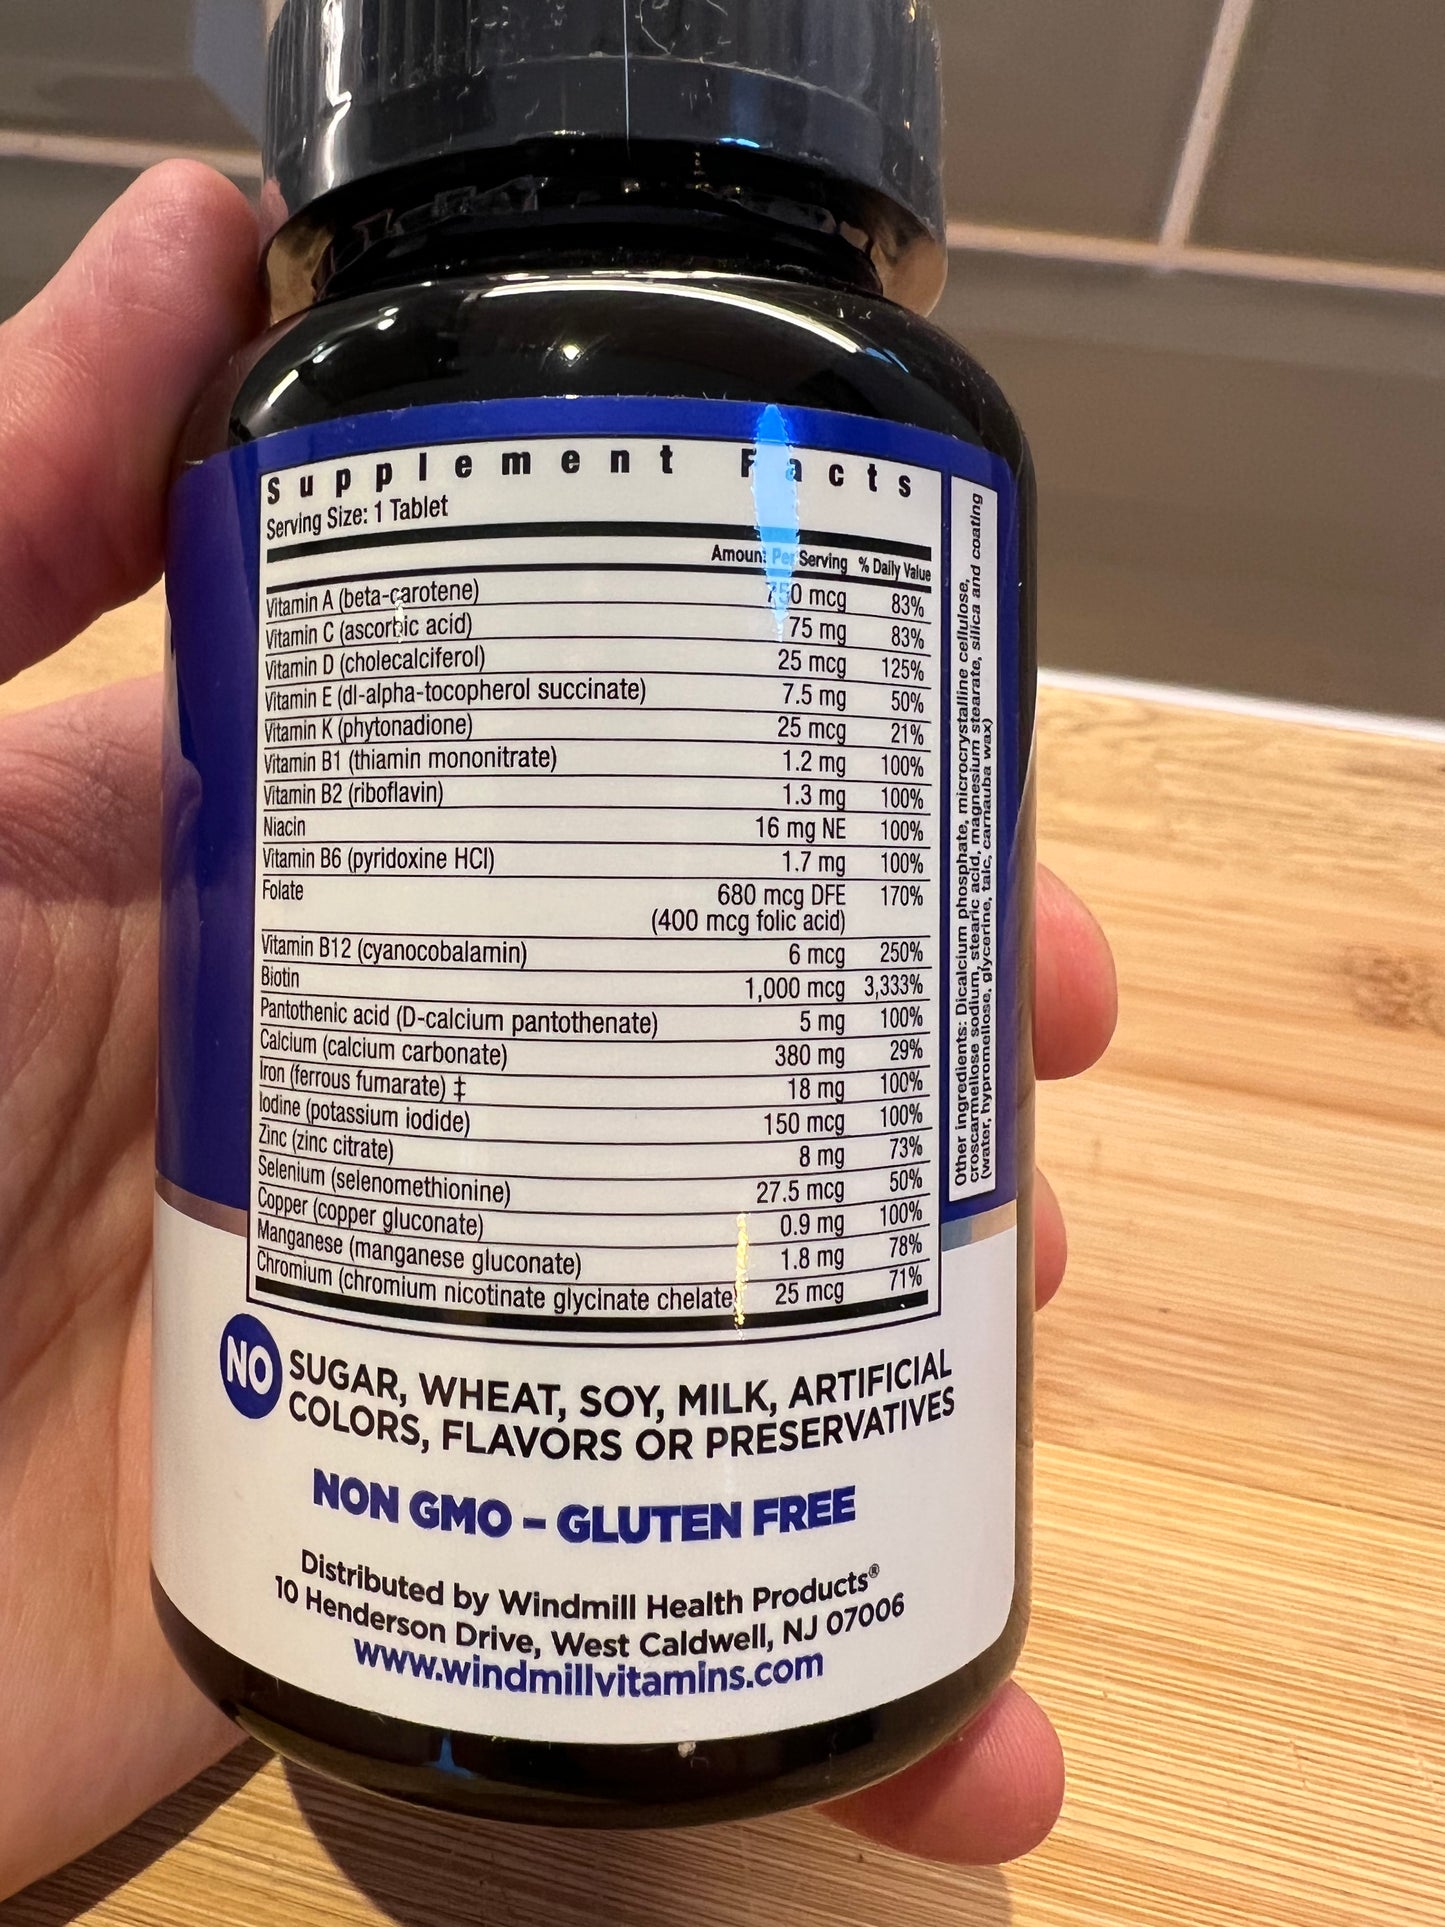 Supplement Facts
Serving Size: 1 Tablet
Amount Per Serving % Daily Value
Vitamin A (beta-carotene) 750 mcg 83%
Vitamin C (ascorbic acid) 75 mg 83%
Vitamin D (cholecalciferol) 25 mcg 125%
Vitamin E (dl-alpha-tocopherol succinate) 7.5 mg 50%
Vitamin K (phytonadione) 25 mcg 21%
Vitamin B1 (thiamin mononitrate) 1.2 mg 100%
Vitamin B2 (riboflavin) 1.3 mg 100%
Niacin 16 mg NE 100%
Vitamin B6 (pyridoxine HCl) 1.7 mg 100%
Folate 680 mcg DFE 170%
(400 mcg folic acid)
Vitamin B12 (cyanocobalamin) 6 mcg 250%
Biotin 1,000 mcg 3,333%
Pantothenic acid (D-calcium pantothenate) 5 mg 100%
Calcium (calcium carbonate) 380 mg 29%
Iron (ferrous fumarate) ‡ 18 mg 100%
Iodine (potassium iodide) 150 mcg 100%
Zinc (zinc citrate) 8 mg 73%
Selenium (selenomethionine) 27.5 mcg 50%
Copper (copper gluconate) 0.9 mg 100%
Manganese (manganese gluconate) 1.8 mg 78%
Chromium (chromium nicotinate glycinate chelate) 25 mcg 71%
Other ingredients: Dicalcium phosphate, microcrystalline cellulose,
croscarmellose sodium, stearic acid, magnesium stearate, silica and coating
(water, hypromellose, glycerine, talc, carnauba wax)
NO SUGAR, WHEAT, SOY, MILK, ARTIFICIAL
COLORS, FLAVORS OR PRESERVATIVES
NON GMO – GLUTEN FREE
Distributed by Windmill Health Products®
10 Henderson Drive, West Caldwell, NJ 07006
www.windmillvitamins.com